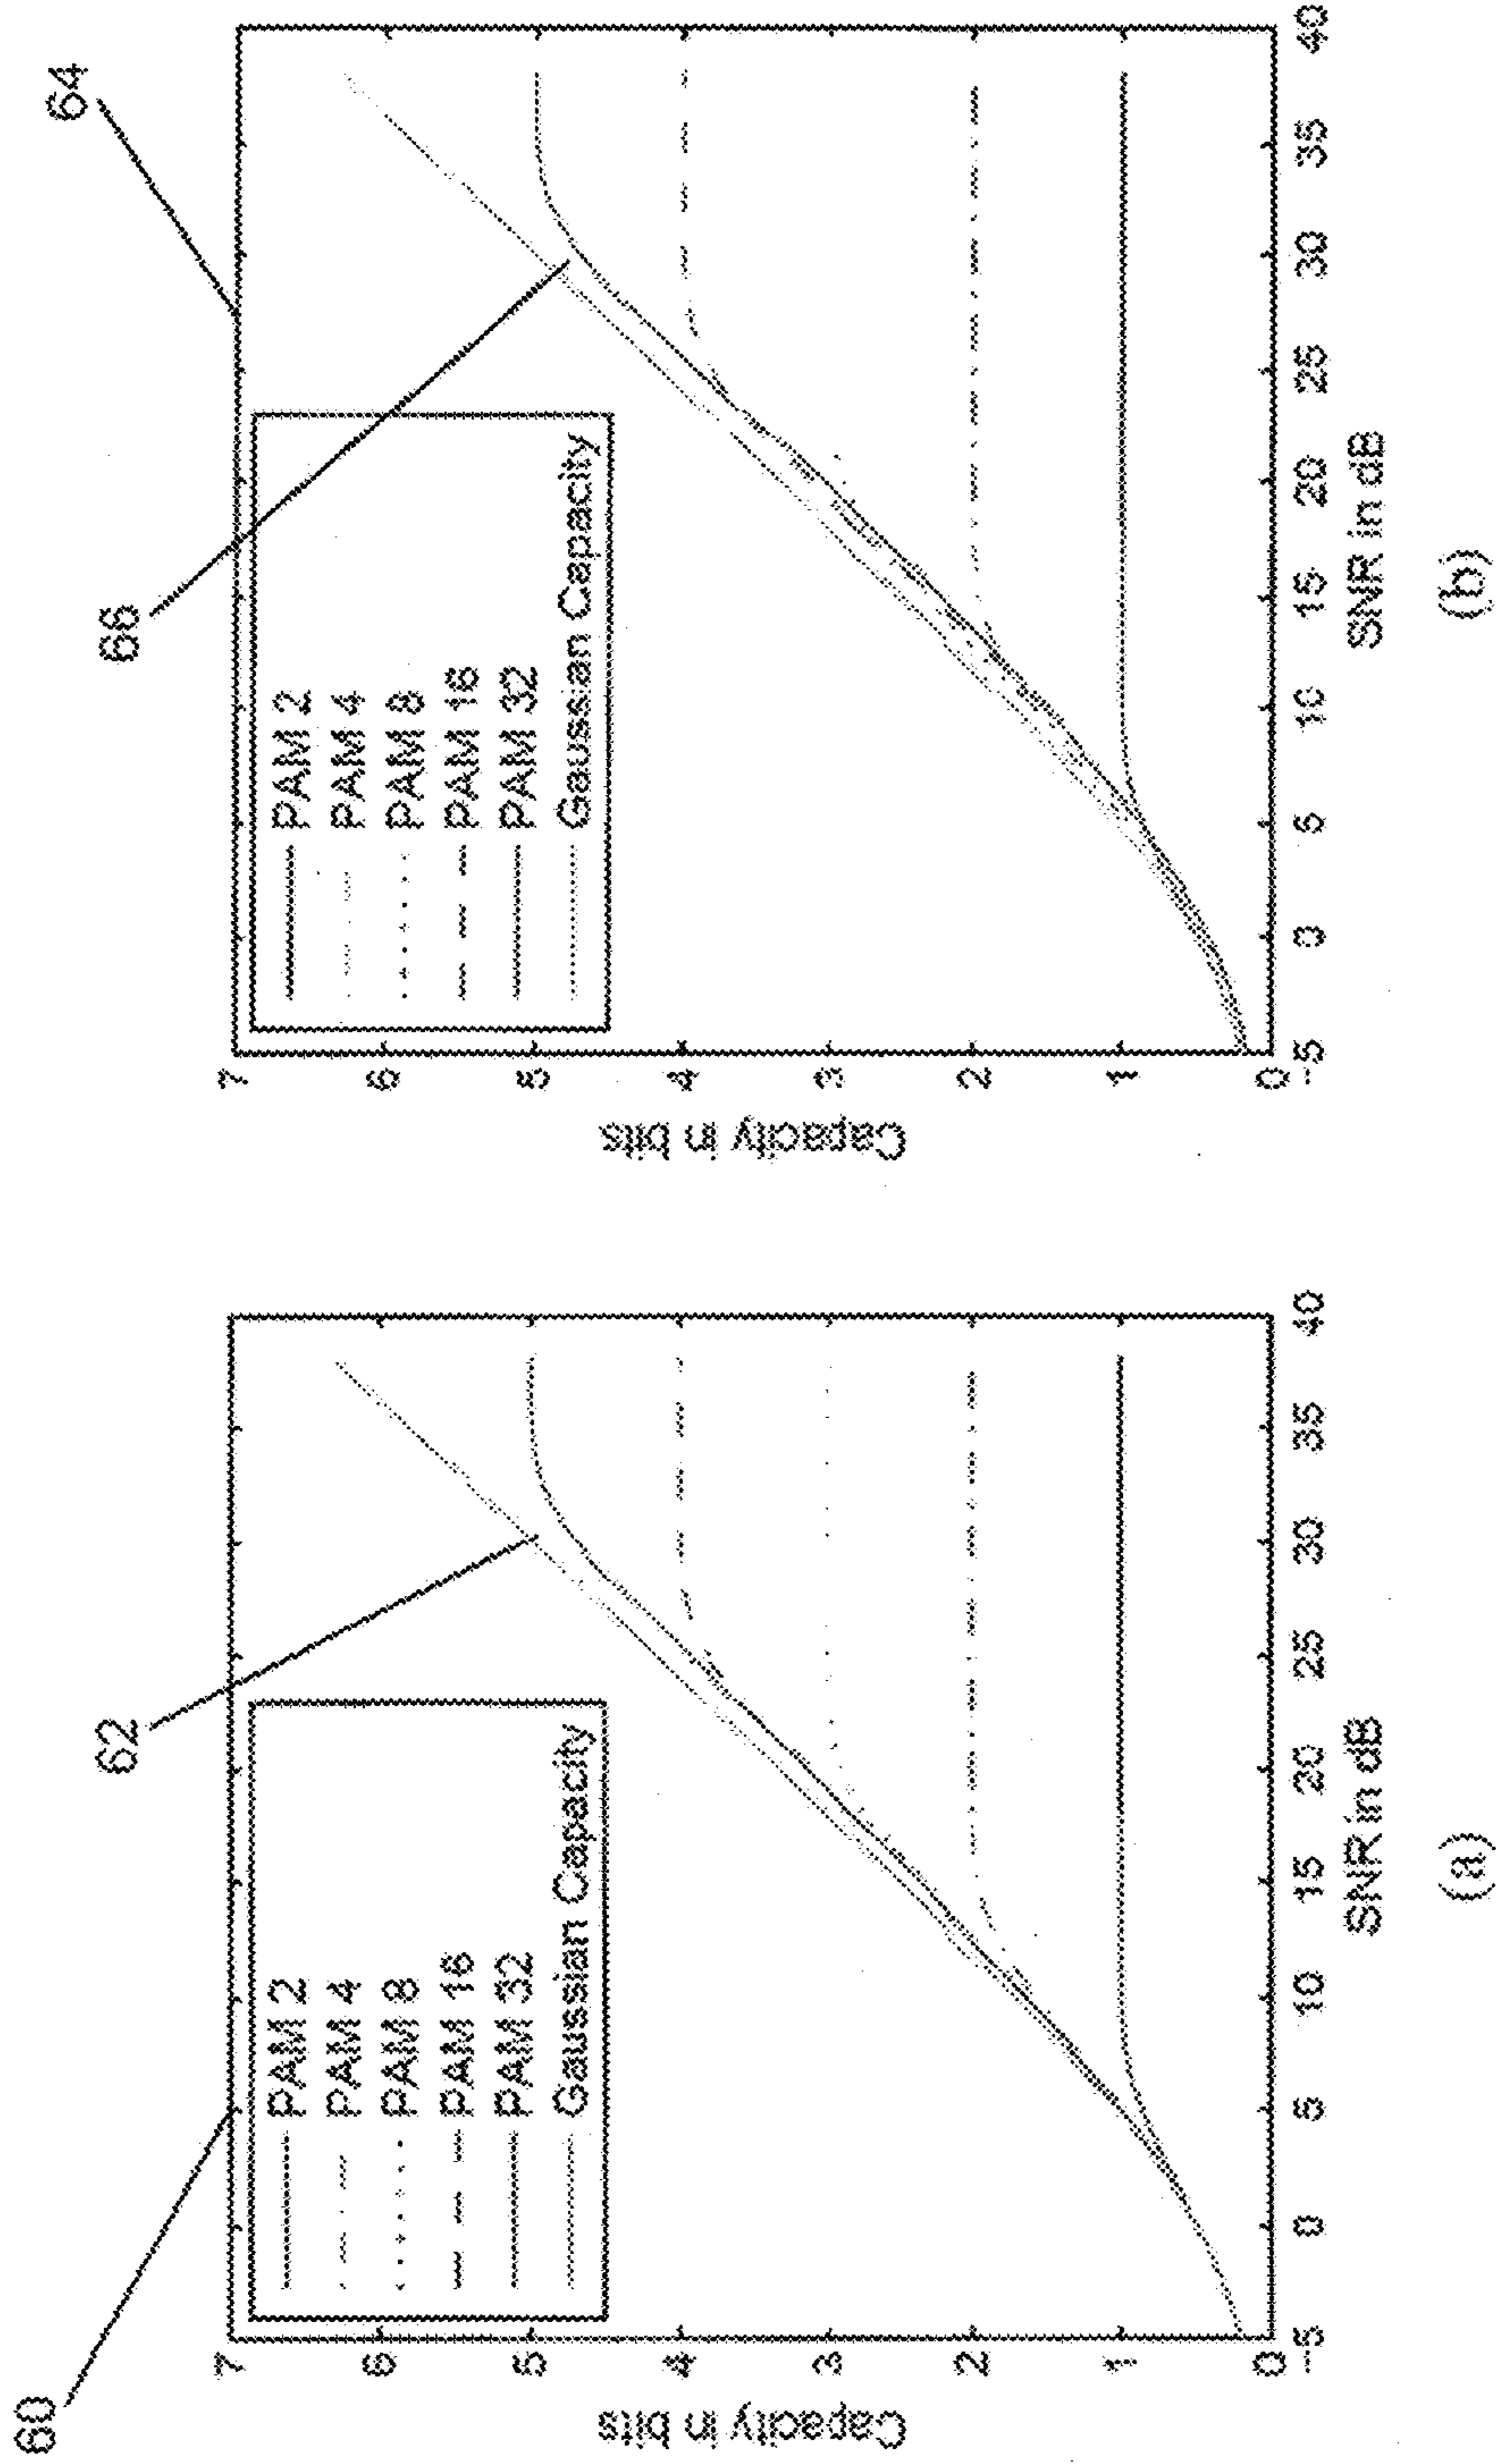 60
62
7
6
5
4
3
2
1
0
Capacity in bits
PAM 2
PAM 4
PAM 8
PAM 16
PAM 32
Gaussian Capacity
-5
0
5
10
15
20
25
30
35
40
SNR in dB
(a)
64
66
7
6
5
4
3
2
1
0
Capacity in bits
PAM 2
PAM 4
PAM 8
PAM 16
PAM 32
Gaussian Capacity
-5
0
5
10
15
20
25
30
35
40
SNR in dB
(b)